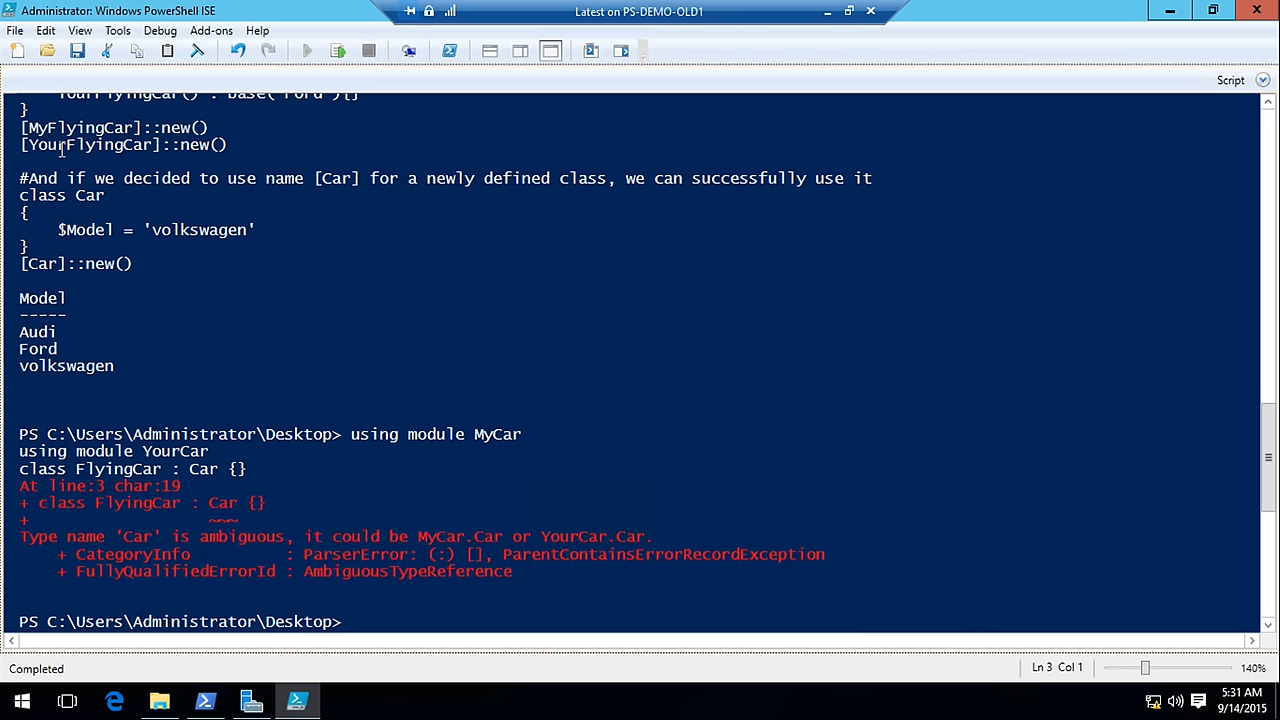 Administrator: Windows PowerShell ISE
Latest on PS-DEMO-OLD1
File Edit View Tools Debug Add-ons Help
Script
YourFlyingCar() : base('Ford'){}
}
[MyFlyingCar]::new()
[YourFlyingCar]::new()
#And if we decided to use name [Car] for a newly defined class, we can successfully use it
class Car
{
$Model = 'volkswagen'
}
[Car]::new()
Model
-----
Audi
Ford
volkswagen
PS C:\Users\Administrator\Desktop> using module MyCar
using module YourCar
class FlyingCar : Car {}
At line:3 char:19
+ class FlyingCar : Car {}
+ ~~~
Type name 'Car' is ambiguous, it could be MyCar.Car or YourCar.Car.
+ CategoryInfo : ParserError: (:) [], ParentContainsErrorRecordException
+ FullyQualifiedErrorId : AmbiguousTypeReference
PS C:\Users\Administrator\Desktop>
Completed
Ln 3 Col 1
140%
5:31 AM
9/14/2015